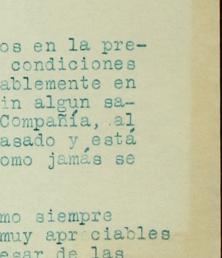 os en la pre-
condiciones
ablemente en
in algun sa-
Compañía, al
asado y está
omo jamás se
mo siempre
muy apr ciables
esar de las